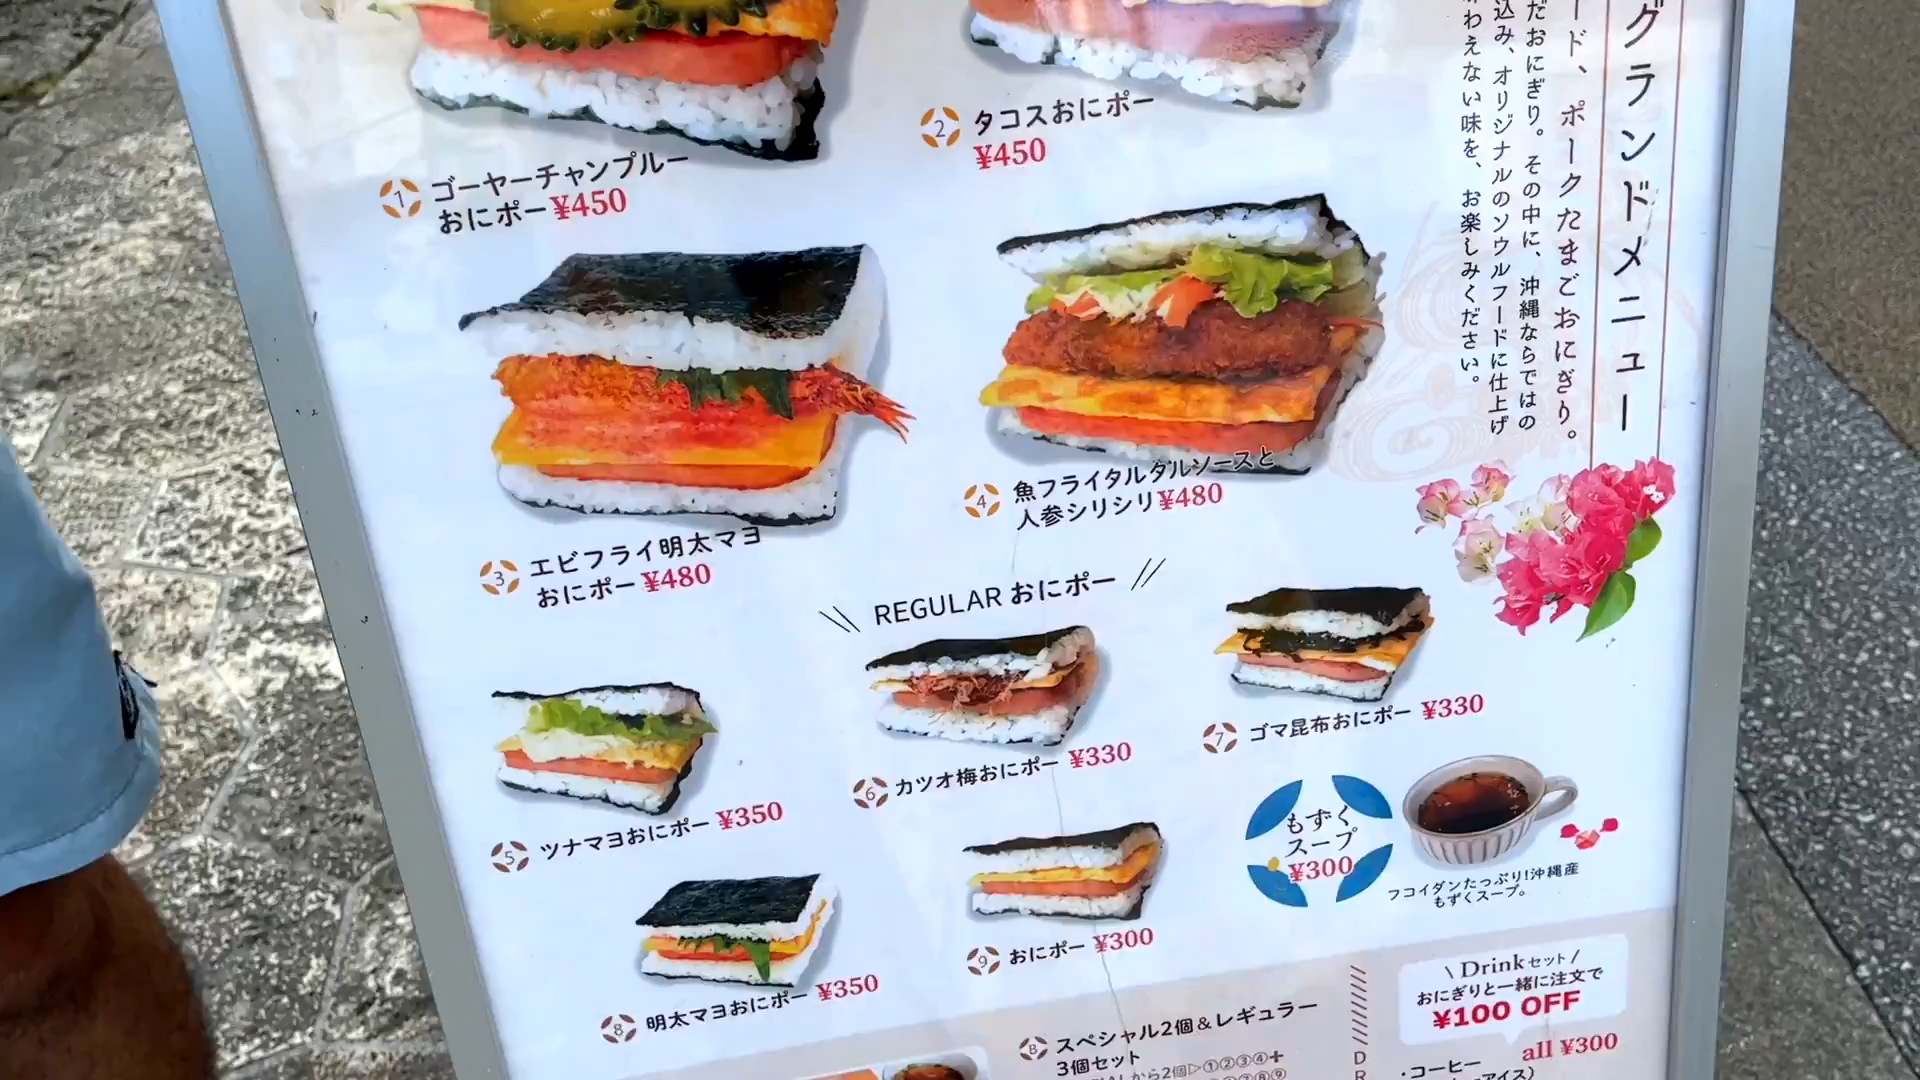 グランドメニュー
ード、ポークたまごおにぎり。
だおにぎり。その中に、沖縄ならではの
込み、オリジナルのソウルフードに仕上げ
わえない味を、お楽しみください。
1 ゴーヤーチャンプルー
おにポー ¥450
2 タコスおにポー
¥450
3 エビフライ明太マヨ
おにポー ¥480
4 魚フライタルタルソースと
人参シリシリ ¥480
REGULAR おにポー
5 ツナマヨおにポー ¥350
6 カツオ梅おにポー ¥330
7 ゴマ昆布おにポー ¥330
8 明太マヨおにポー ¥350
9 おにポー ¥300
もずく
スープ
¥300
フコイダンたっぷり!沖縄産
もずくスープ。
B スペシャル2個&レギュラー
3個セット
から2個▷①②③④+
⑦⑧⑨
\ Drinkセット /
おにぎりと一緒に注文で
¥100 OFF
all ¥300
・コーヒー
アイス)
D
R